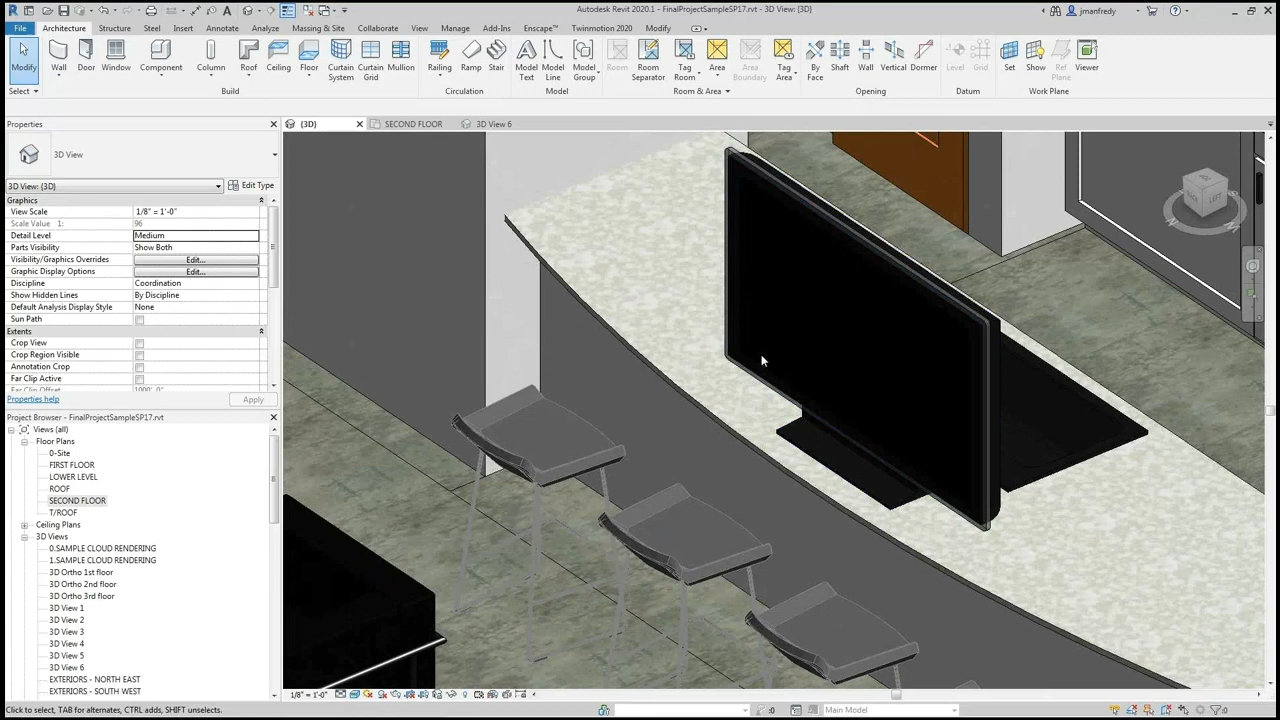 Autodesk Revit 2020.1 - FinalProjectSampleSP17.rvt - 3D View: {3D}
jmanfredy
File Architecture Structure Steel Insert Annotate Analyze Massing & Site Collaborate View Manage Add-Ins Enscape™ Twinmotion 2020 Modify
Modify Wall Door Window Component Column Roof Ceiling Floor Curtain System Curtain Grid Mullion Railing Ramp Stair Model Text Model Line Model Group Room Room Separator Tag Room Area Area Boundary Tag Area By Face Shaft Wall Vertical Dormer Level Grid Set Show Ref Plane Viewer
Select Build Circulation Model Room & Area Opening Datum Work Plane
Properties
{3D} SECOND FLOOR 3D View 6
3D View
3D View: {3D} Edit Type
Graphics
View Scale 1/8" = 1'-0"
Scale Value 1: 96
Detail Level Medium
Parts Visibility Show Both
Visibility/Graphics Overrides Edit...
Graphic Display Options Edit...
Discipline Coordination
Show Hidden Lines By Discipline
Default Analysis Display Style None
Sun Path
Extents
Crop View
Crop Region Visible
Annotation Crop
Far Clip Active
Far Clip Offset 1000' 0"
Properties help Apply
Project Browser - FinalProjectSampleSP17.rvt
Views (all)
Floor Plans
0-Site
FIRST FLOOR
LOWER LEVEL
ROOF
SECOND FLOOR
T/ROOF
Ceiling Plans
3D Views
0.SAMPLE CLOUD RENDERING
1.SAMPLE CLOUD RENDERING
3D Ortho 1st floor
3D Ortho 2nd floor
3D Ortho 3rd floor
3D View 1
3D View 2
3D View 3
3D View 4
3D View 5
3D View 6
EXTERIORS - NORTH EAST
EXTERIORS - SOUTH WEST
LEFT
1/8" = 1'-0"
Click to select, TAB for alternates, CTRL adds, SHIFT unselects.
:0 Main Model :0